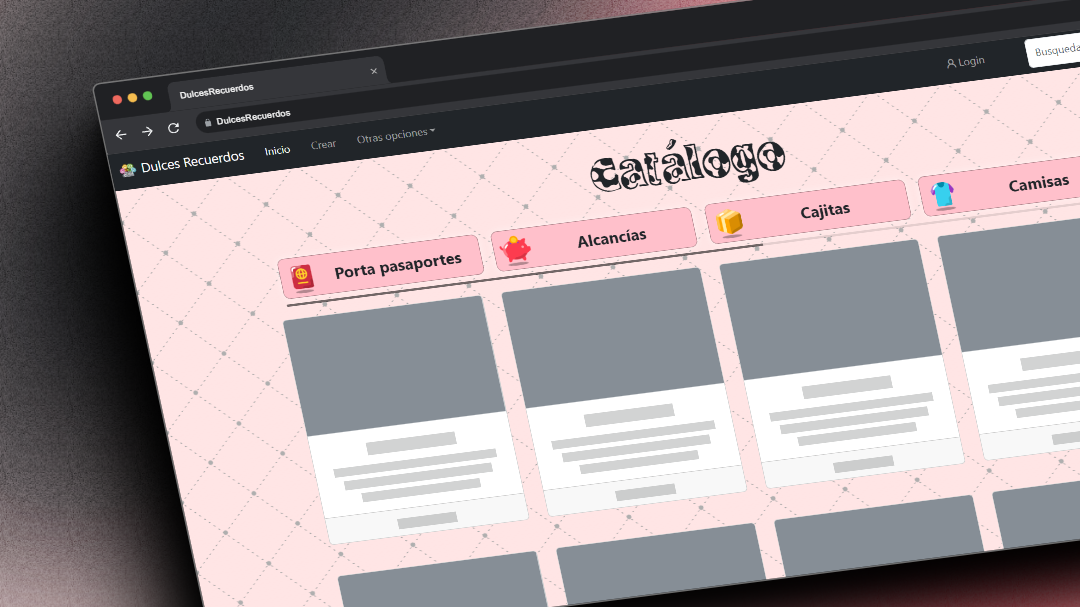 DulcesRecuerdos
DulcesRecuerdos
Dulces Recuerdos
Inicio
Crear
Otras opciones
Login
Busqueda
catálogo
Porta pasaportes
Alcancías
Cajitas
Camisas